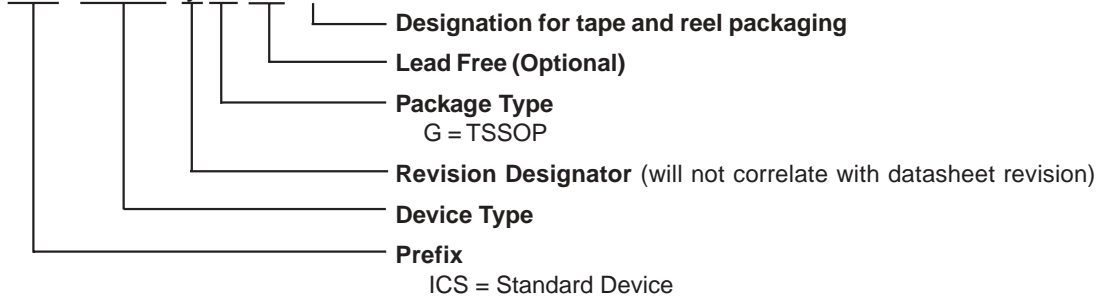 Designation for tape and reel packaging
Lead Free (Optional)
Package Type
G = TSSOP
Revision Designator (will not correlate with datasheet revision)
Device Type
Prefix
ICS = Standard Device